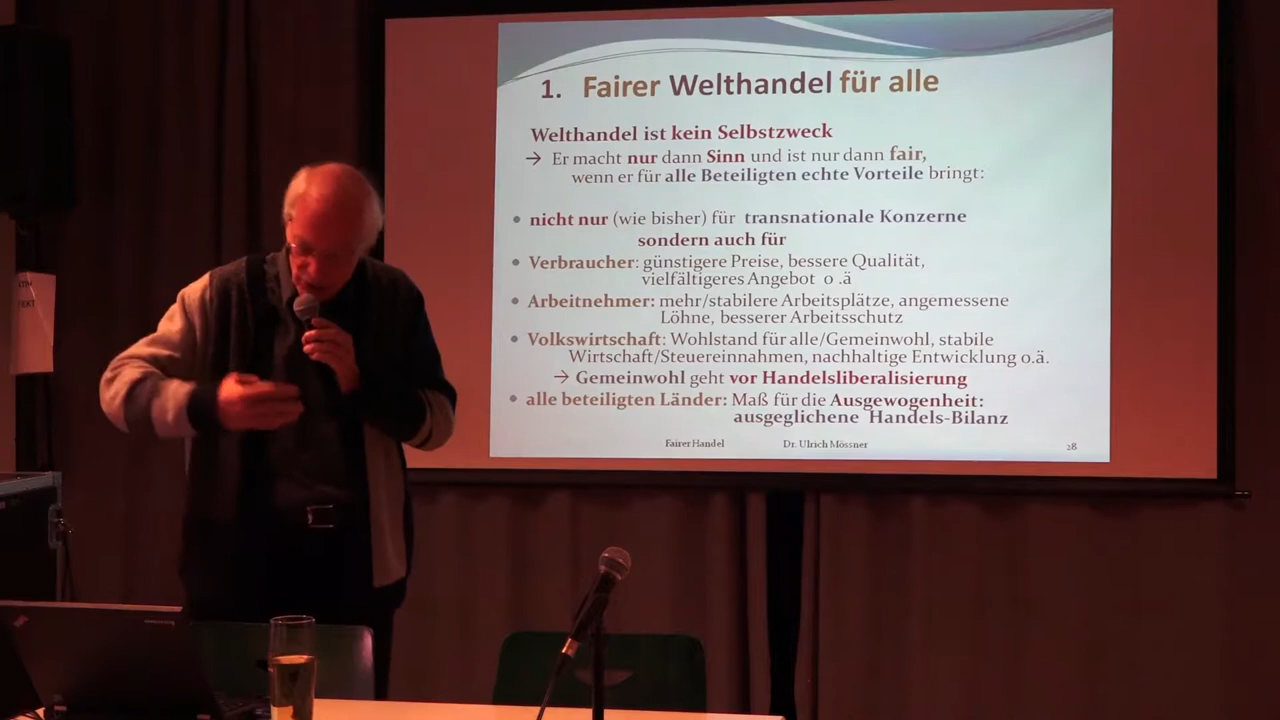 1. Fairer Welthandel für alle
Welthandel ist kein Selbstzweck
→ Er macht nur dann Sinn und ist nur dann fair,
wenn er für alle Beteiligten echte Vorteile bringt:
• nicht nur (wie bisher) für transnationale Konzerne
sondern auch für
• Verbraucher: günstigere Preise, bessere Qualität,
vielfältigeres Angebot o .ä
• Arbeitnehmer: mehr/stabilere Arbeitsplätze, angemessene
Löhne, besserer Arbeitsschutz
• Volkswirtschaft: Wohlstand für alle/Gemeinwohl, stabile
Wirtschaft/Steuereinnahmen, nachhaltige Entwicklung o.ä.
→ Gemeinwohl geht vor Handelsliberalisierung
• alle beteiligten Länder: Maß für die Ausgewogenheit:
ausgeglichene Handels-Bilanz
Fairer Handel Dr. Ulrich Mössner 28